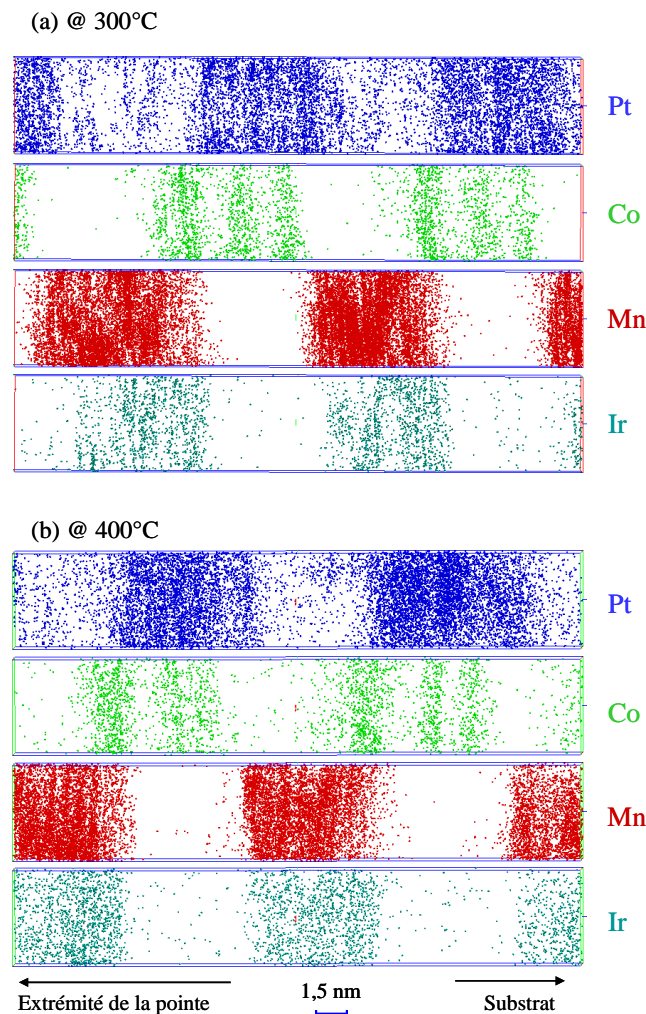 (a) @ 300°C
Pt
Co
Mn
Ir
(b) @ 400°C
Pt
Co
Mn
Ir
Extrémité de la pointe
1,5 nm
Substrat